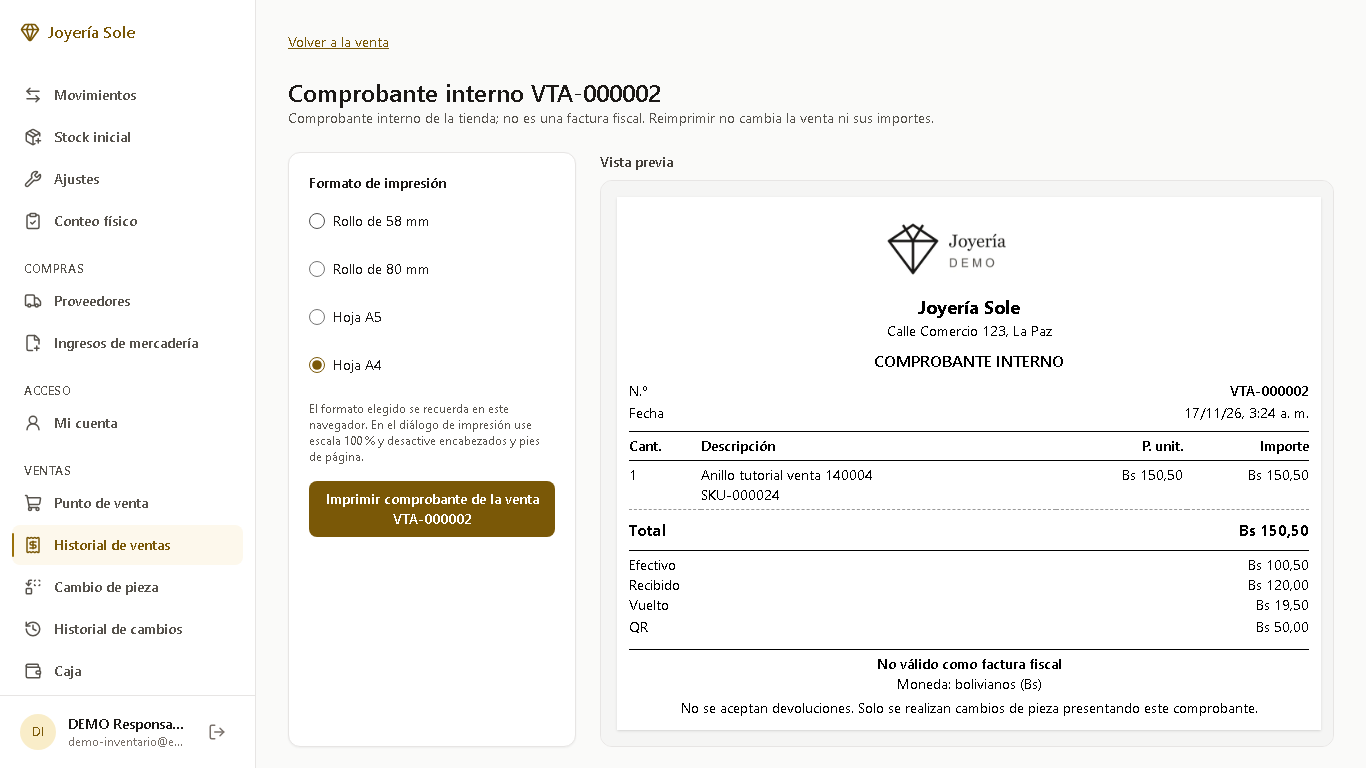 Joyería Sole
Movimientos
Stock inicial
Ajustes
Conteo físico
COMPRAS
Proveedores
Ingresos de mercadería
ACCESO
Mi cuenta
VENTAS
Punto de venta
Historial de ventas
Cambio de pieza
Historial de cambios
Caja
DI
DEMO Responsa...
demo-inventario@e...
Volver a la venta
Comprobante interno VTA-000002
Comprobante interno de la tienda; no es una factura fiscal. Reimprimir no cambia la venta ni sus importes.
Formato de impresión
Rollo de 58 mm
Rollo de 80 mm
Hoja A5
Hoja A4
El formato elegido se recuerda en este
navegador. En el diálogo de impresión use
escala 100 % y desactive encabezados y pies
de página.
Imprimir comprobante de la venta
VTA-000002
Vista previa
Joyería
DEMO
Joyería Sole
Calle Comercio 123, La Paz
COMPROBANTE INTERNO
N.º VTA-000002
Fecha 17/11/26, 3:24 a. m.
Cant. Descripción P. unit. Importe
1 Anillo tutorial venta 140004 Bs 150,50 Bs 150,50
SKU-000024
Total Bs 150,50
Efectivo Bs 100,50
Recibido Bs 120,00
Vuelto Bs 19,50
QR Bs 50,00
No válido como factura fiscal
Moneda: bolivianos (Bs)
No se aceptan devoluciones. Solo se realizan cambios de pieza presentando este comprobante.